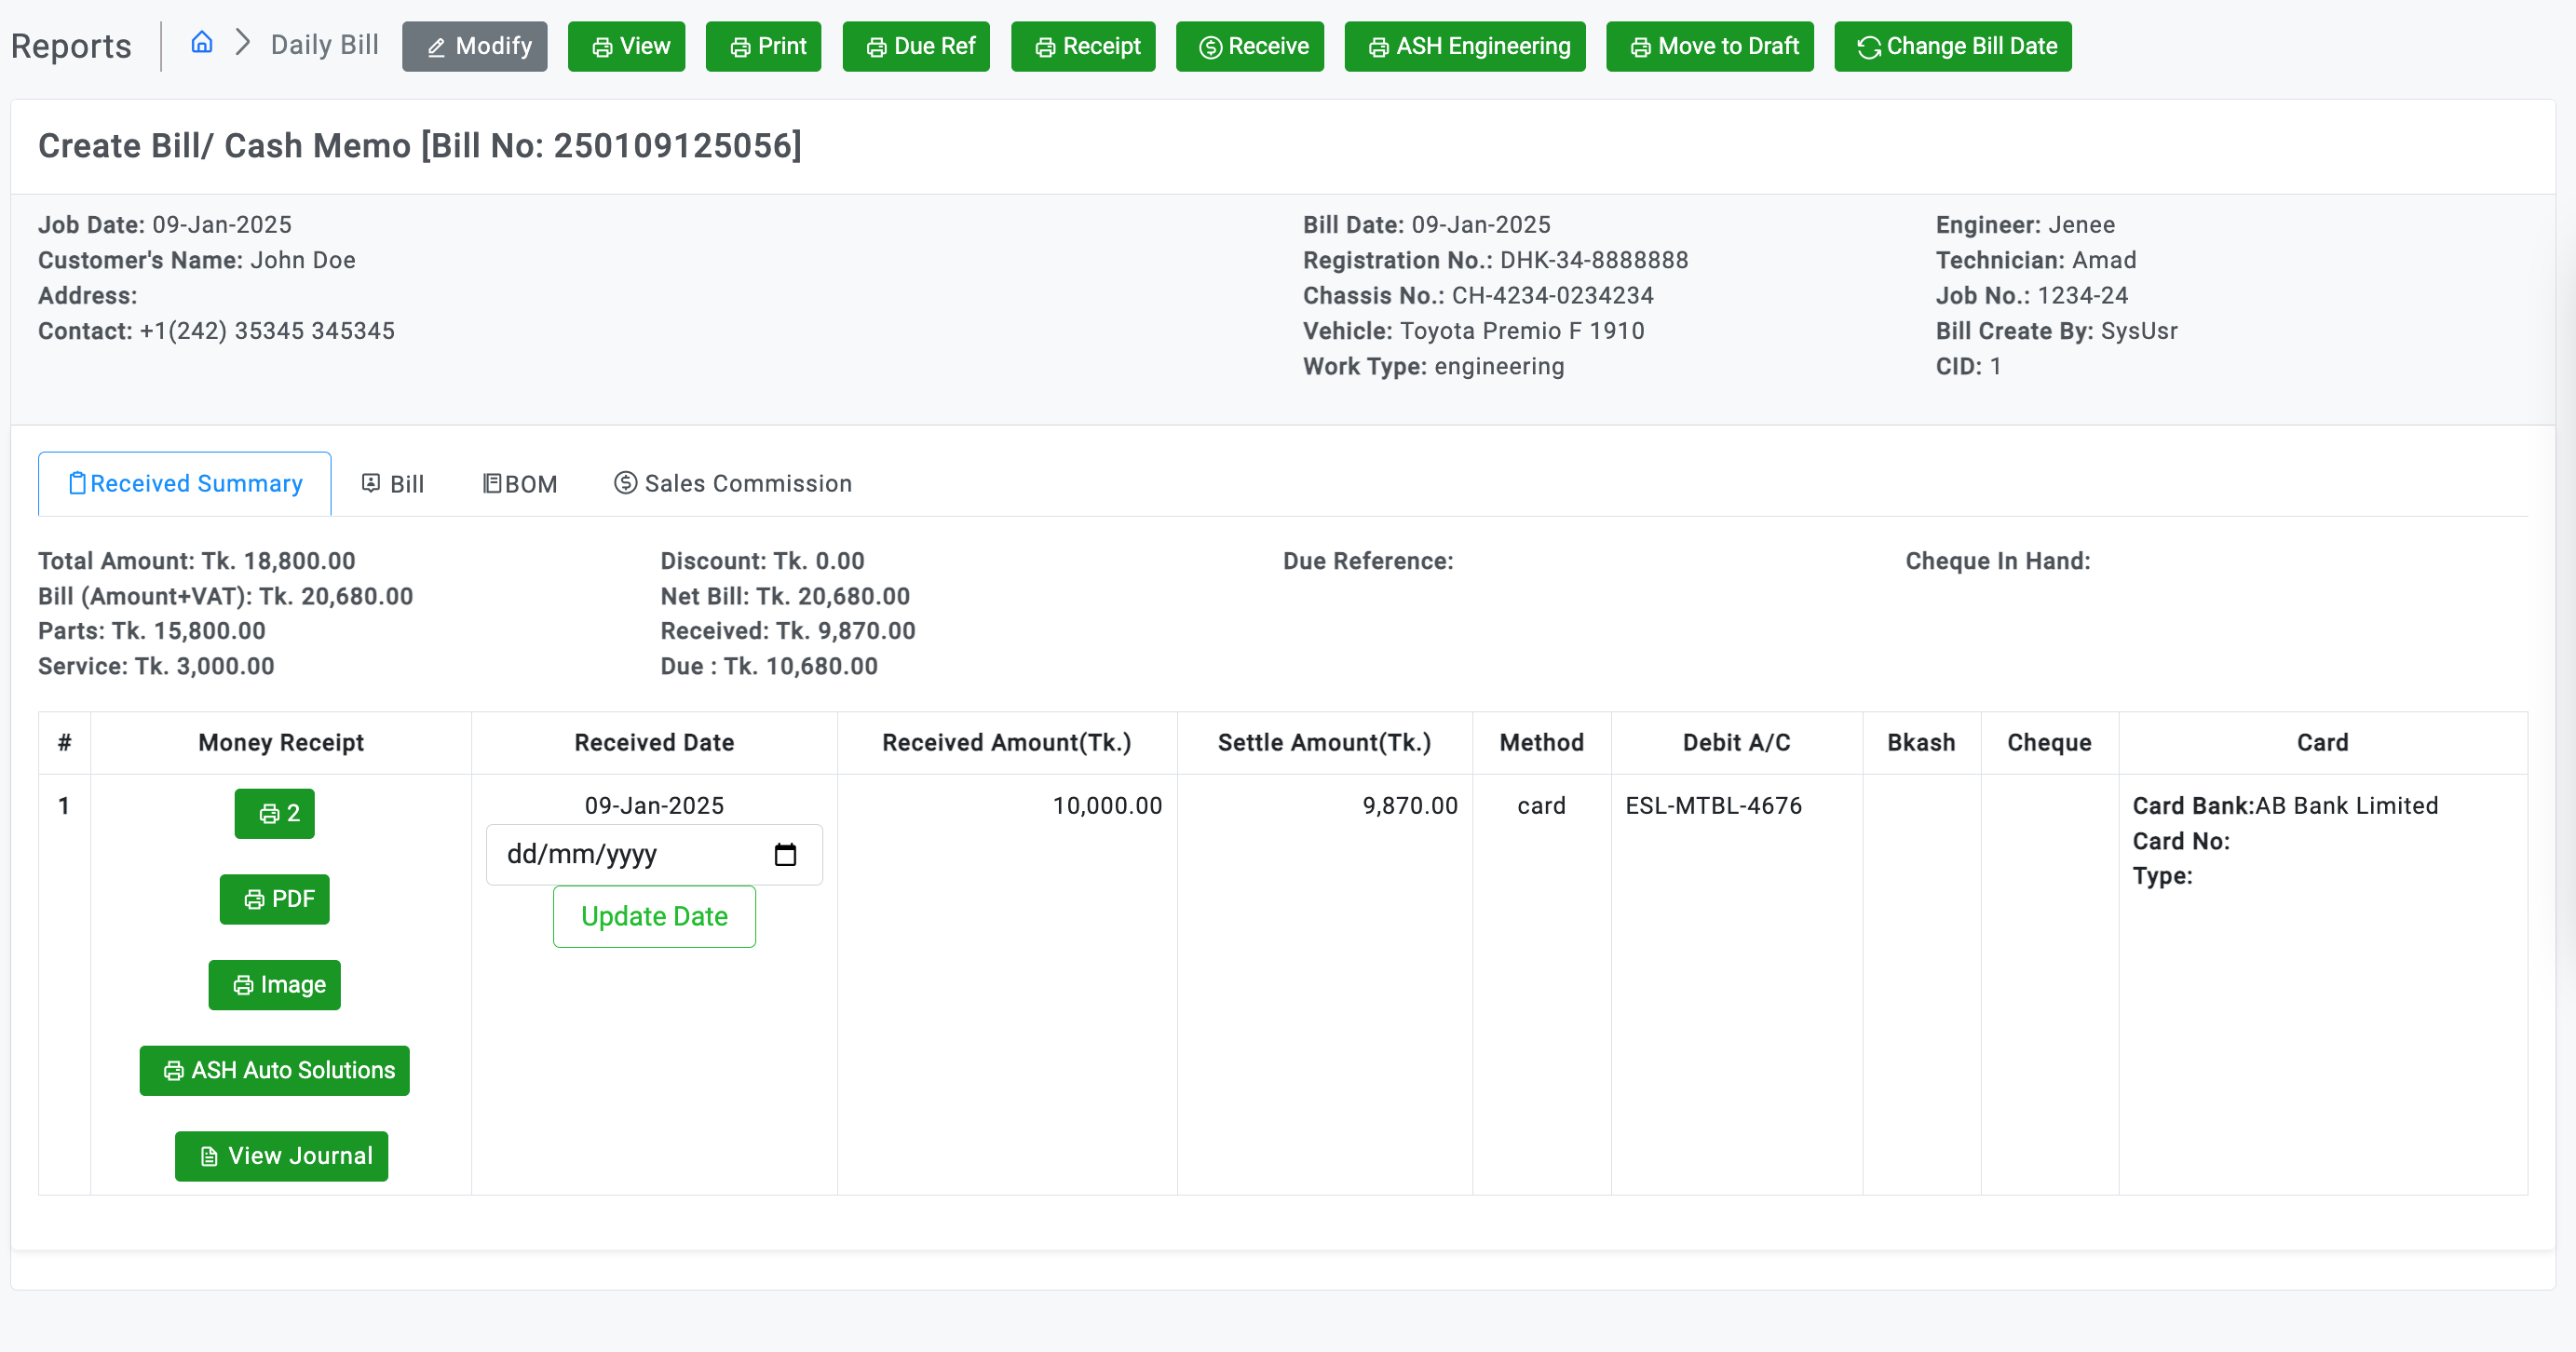 Reports
Daily Bill
Modify
View
Print
Due Ref
Receipt
Receive
ASH Engineering
Move to Draft
Change Bill Date
Create Bill/ Cash Memo [Bill No: 250109125056]
Job Date: 09-Jan-2025
Customer's Name: John Doe
Address:
Contact: +1(242) 35345 345345
Bill Date: 09-Jan-2025
Registration No.: DHK-34-8888888
Chassis No.: CH-4234-0234234
Vehicle: Toyota Premio F 1910
Work Type: engineering
Engineer: Jenee
Technician: Amad
Job No.: 1234-24
Bill Create By: SysUsr
CID: 1
Received Summary
Bill
BOM
Sales Commission
Total Amount: Tk. 18,800.00
Bill (Amount+VAT): Tk. 20,680.00
Parts: Tk. 15,800.00
Service: Tk. 3,000.00
Discount: Tk. 0.00
Net Bill: Tk. 20,680.00
Received: Tk. 9,870.00
Due : Tk. 10,680.00
Due Reference:
Cheque In Hand:
# Money Receipt Received Date Received Amount(Tk.) Settle Amount(Tk.) Method Debit A/C Bkash Cheque Card
1
2
PDF
Image
ASH Auto Solutions
View Journal
09-Jan-2025
dd/mm/yyyy
Update Date
10,000.00
9,870.00
card
ESL-MTBL-4676
Card Bank:AB Bank Limited
Card No:
Type: